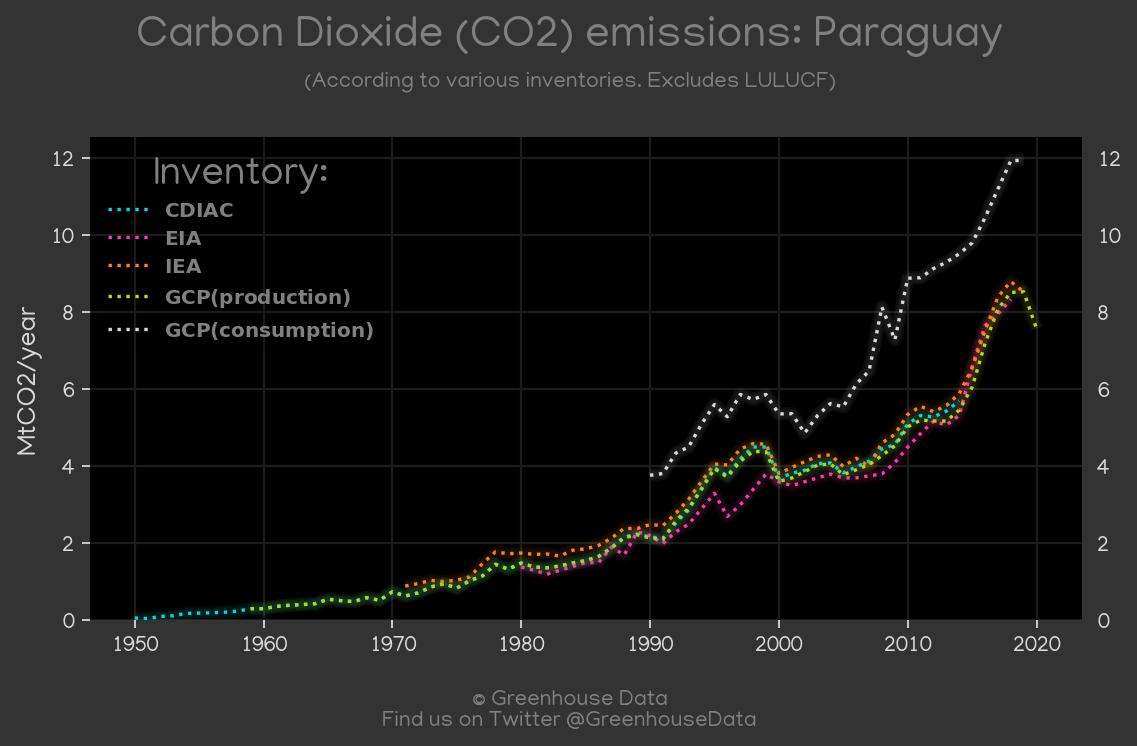 Carbon Dioxide (CO2) emissions: Paraguay
(According to various inventories. Excludes LULUCF)
Inventory:
CDIAC
EIA
IEA
GCP(production)
GCP(consumption)
MtCO2/year
12
10
8
6
4
2
0
12
10
8
6
4
2
0
1950 1960 1970 1980 1990 2000 2010 2020
© Greenhouse Data
Find us on Twitter @GreenhouseData